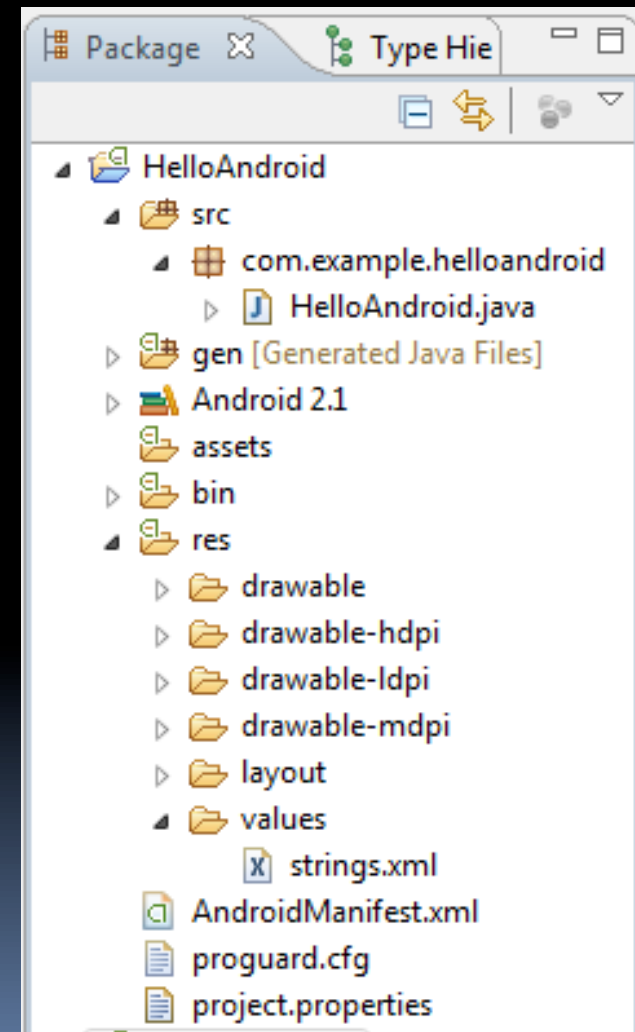 Package Type Hie
HelloAndroid
src
com.example.helloandroid
HelloAndroid.java
gen [Generated Java Files]
Android 2.1
assets
bin
res
drawable
drawable-hdpi
drawable-ldpi
drawable-mdpi
layout
values
strings.xml
AndroidManifest.xml
proguard.cfg
project.properties